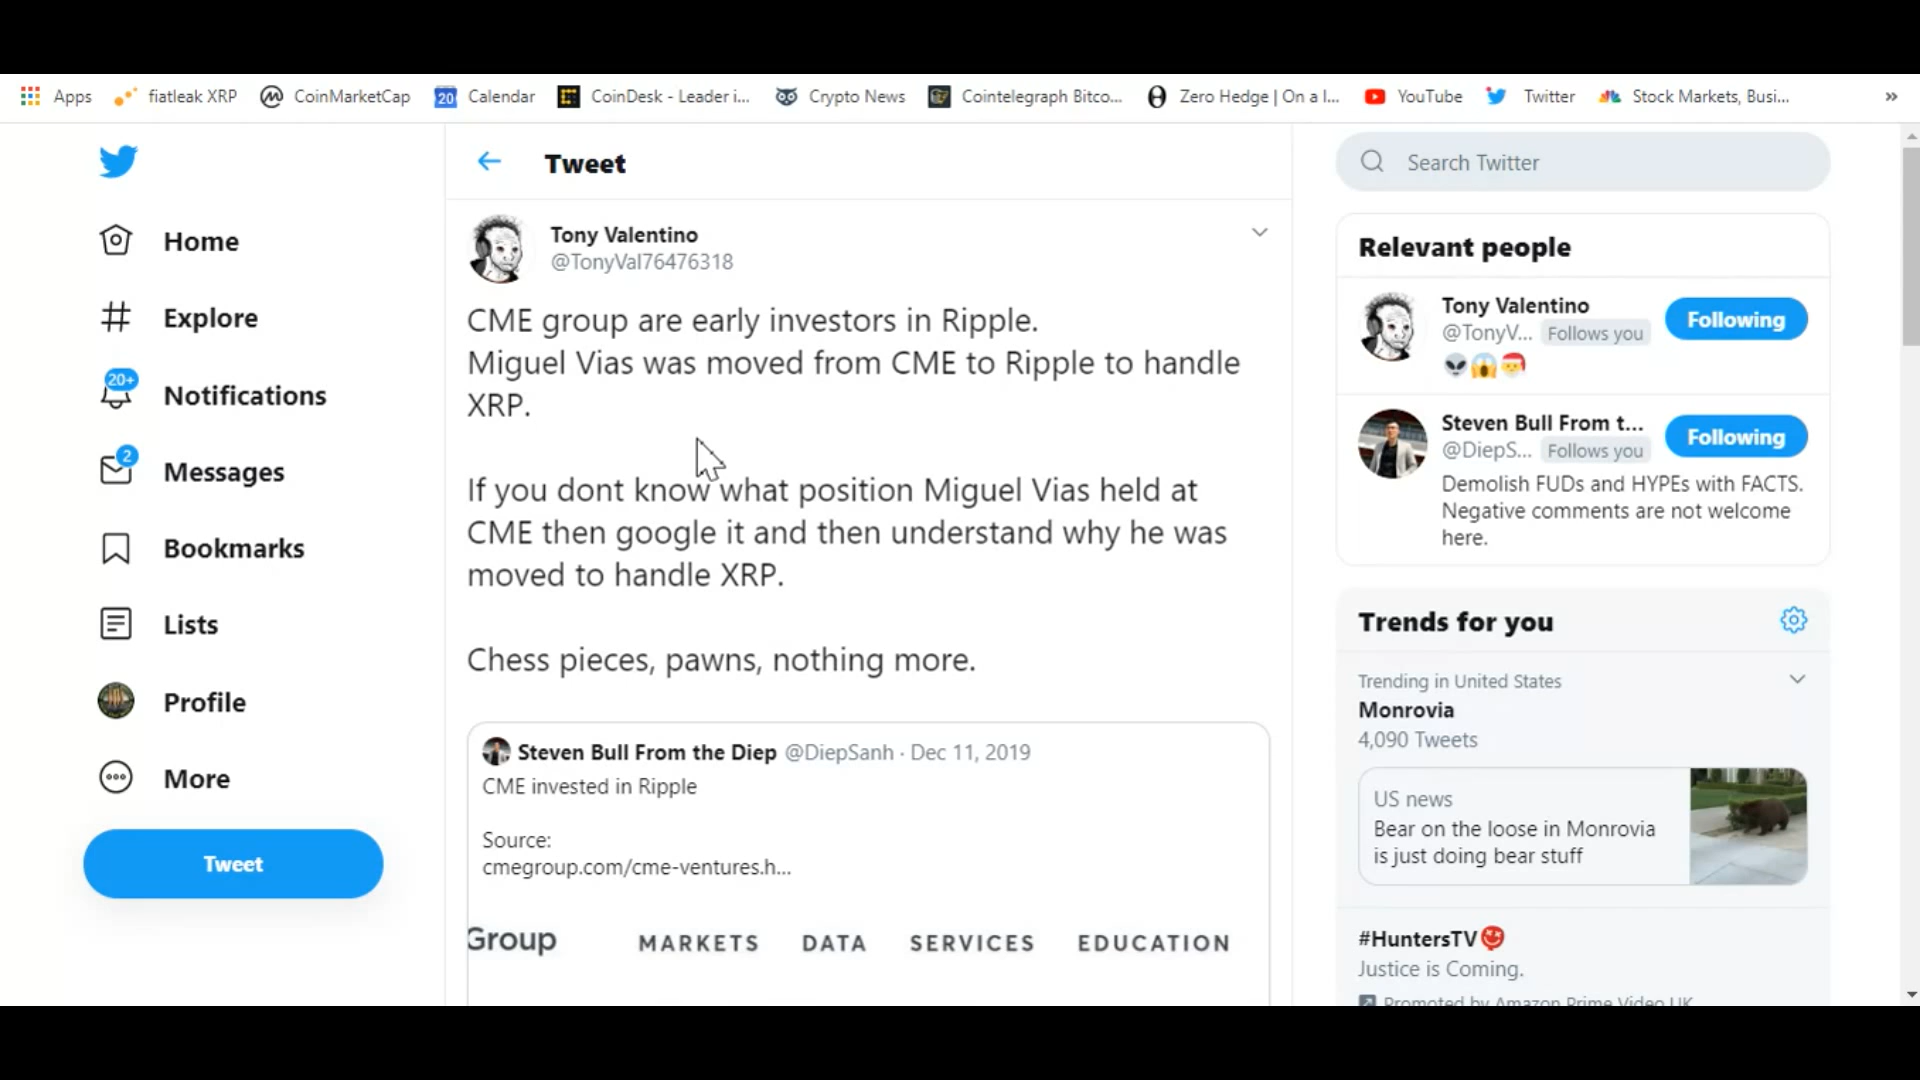 Apps fiatleak XRP CoinMarketCap 20 Calendar CoinDesk - Leader i... Crypto News Cointelegraph Bitco... Zero Hedge | On a l... YouTube Twitter Stock Markets, Busi... »
Home
Explore
20+
Notifications
2
Messages
Bookmarks
Lists
Profile
More
Tweet
Tweet
Tony Valentino
@TonyVal76476318
CME group are early investors in Ripple.
Miguel Vias was moved from CME to Ripple to handle
XRP.
If you dont know what position Miguel Vias held at
CME then google it and then understand why he was
moved to handle XRP.
Chess pieces, pawns, nothing more.
Steven Bull From the Diep @DiepSanh · Dec 11, 2019
CME invested in Ripple
Source:
cmegroup.com/cme-ventures.h...
Group MARKETS DATA SERVICES EDUCATION
Search Twitter
Relevant people
Tony Valentino
@TonyV... Follows you
Following
Steven Bull From t...
@DiepS... Follows you
Following
Demolish FUDs and HYPEs with FACTS.
Negative comments are not welcome
here.
Trends for you
Trending in United States
Monrovia
4,090 Tweets
US news
Bear on the loose in Monrovia
is just doing bear stuff
#HuntersTV
Justice is Coming.
Promoted by Amazon Prime Video UK